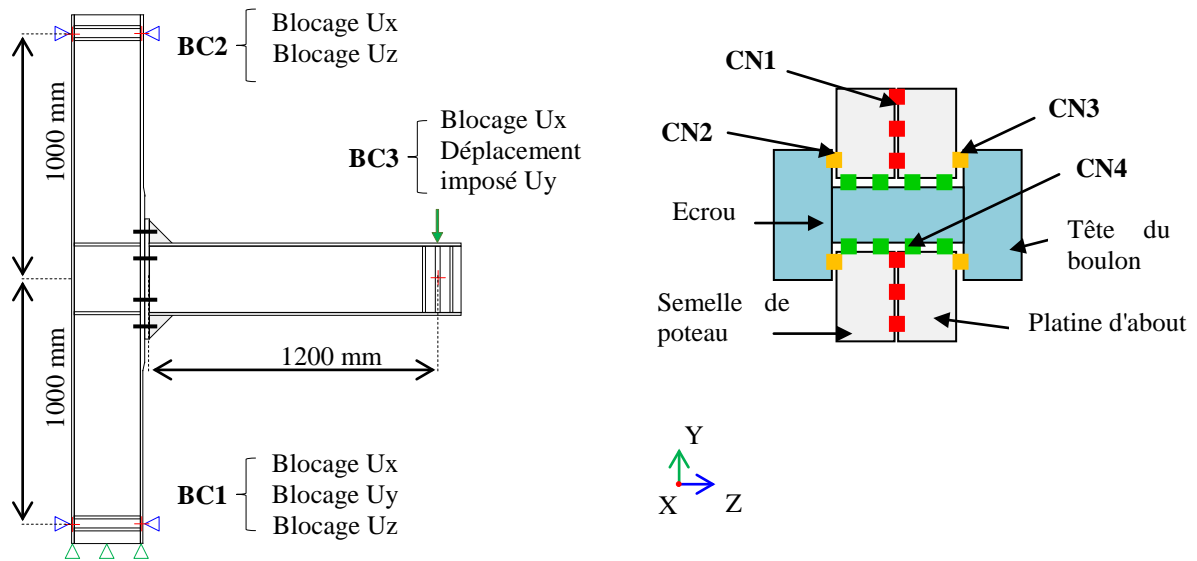 BC2
Blocage Ux
Blocage Uz
1000 mm
BC3
Blocage Ux
Déplacement
imposé Uy
1200 mm
1000 mm
BC1
Blocage Ux
Blocage Uy
Blocage Uz
CN1
CN2
CN3
CN4
Ecrou
Tête du
boulon
Semelle de
poteau
Platine d'about
Y
X
Z